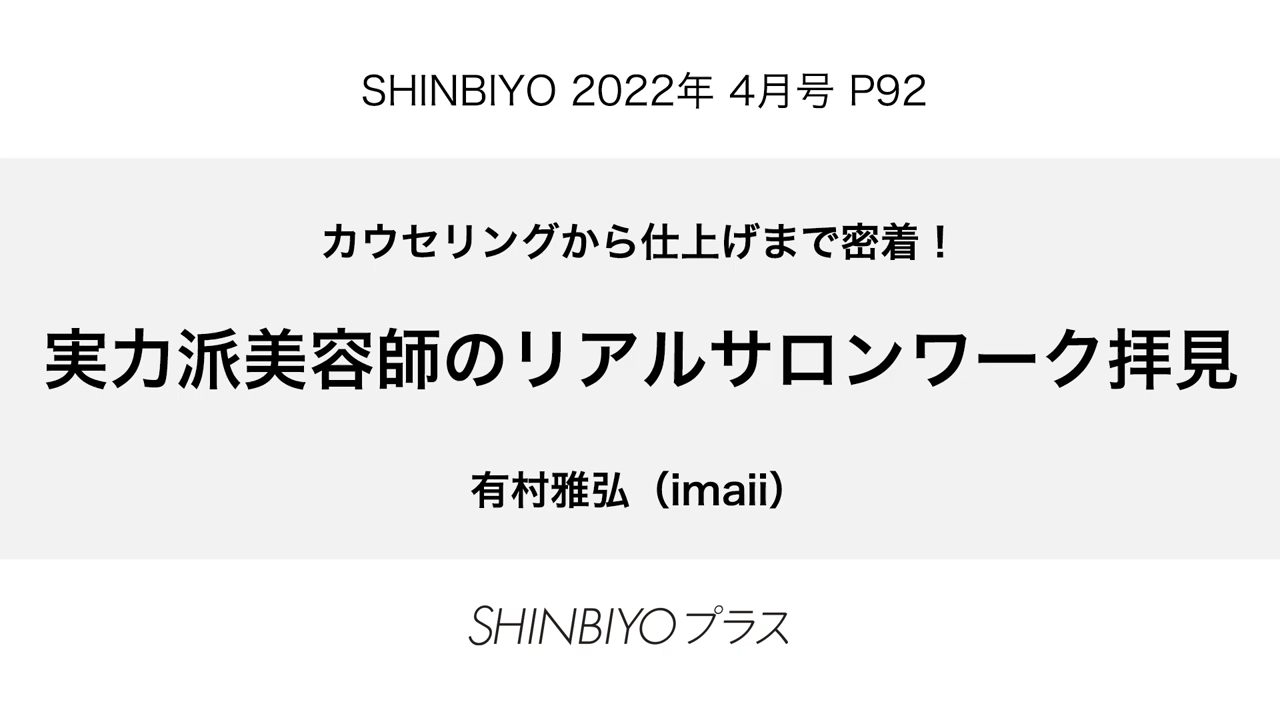 SHINBIYO 2022年 4月号 P92
カウセリングから仕上げまで密着！
実力派美容師のリアルサロンワーク拝見
有村雅弘（imaii）
SHINBIYOプラス